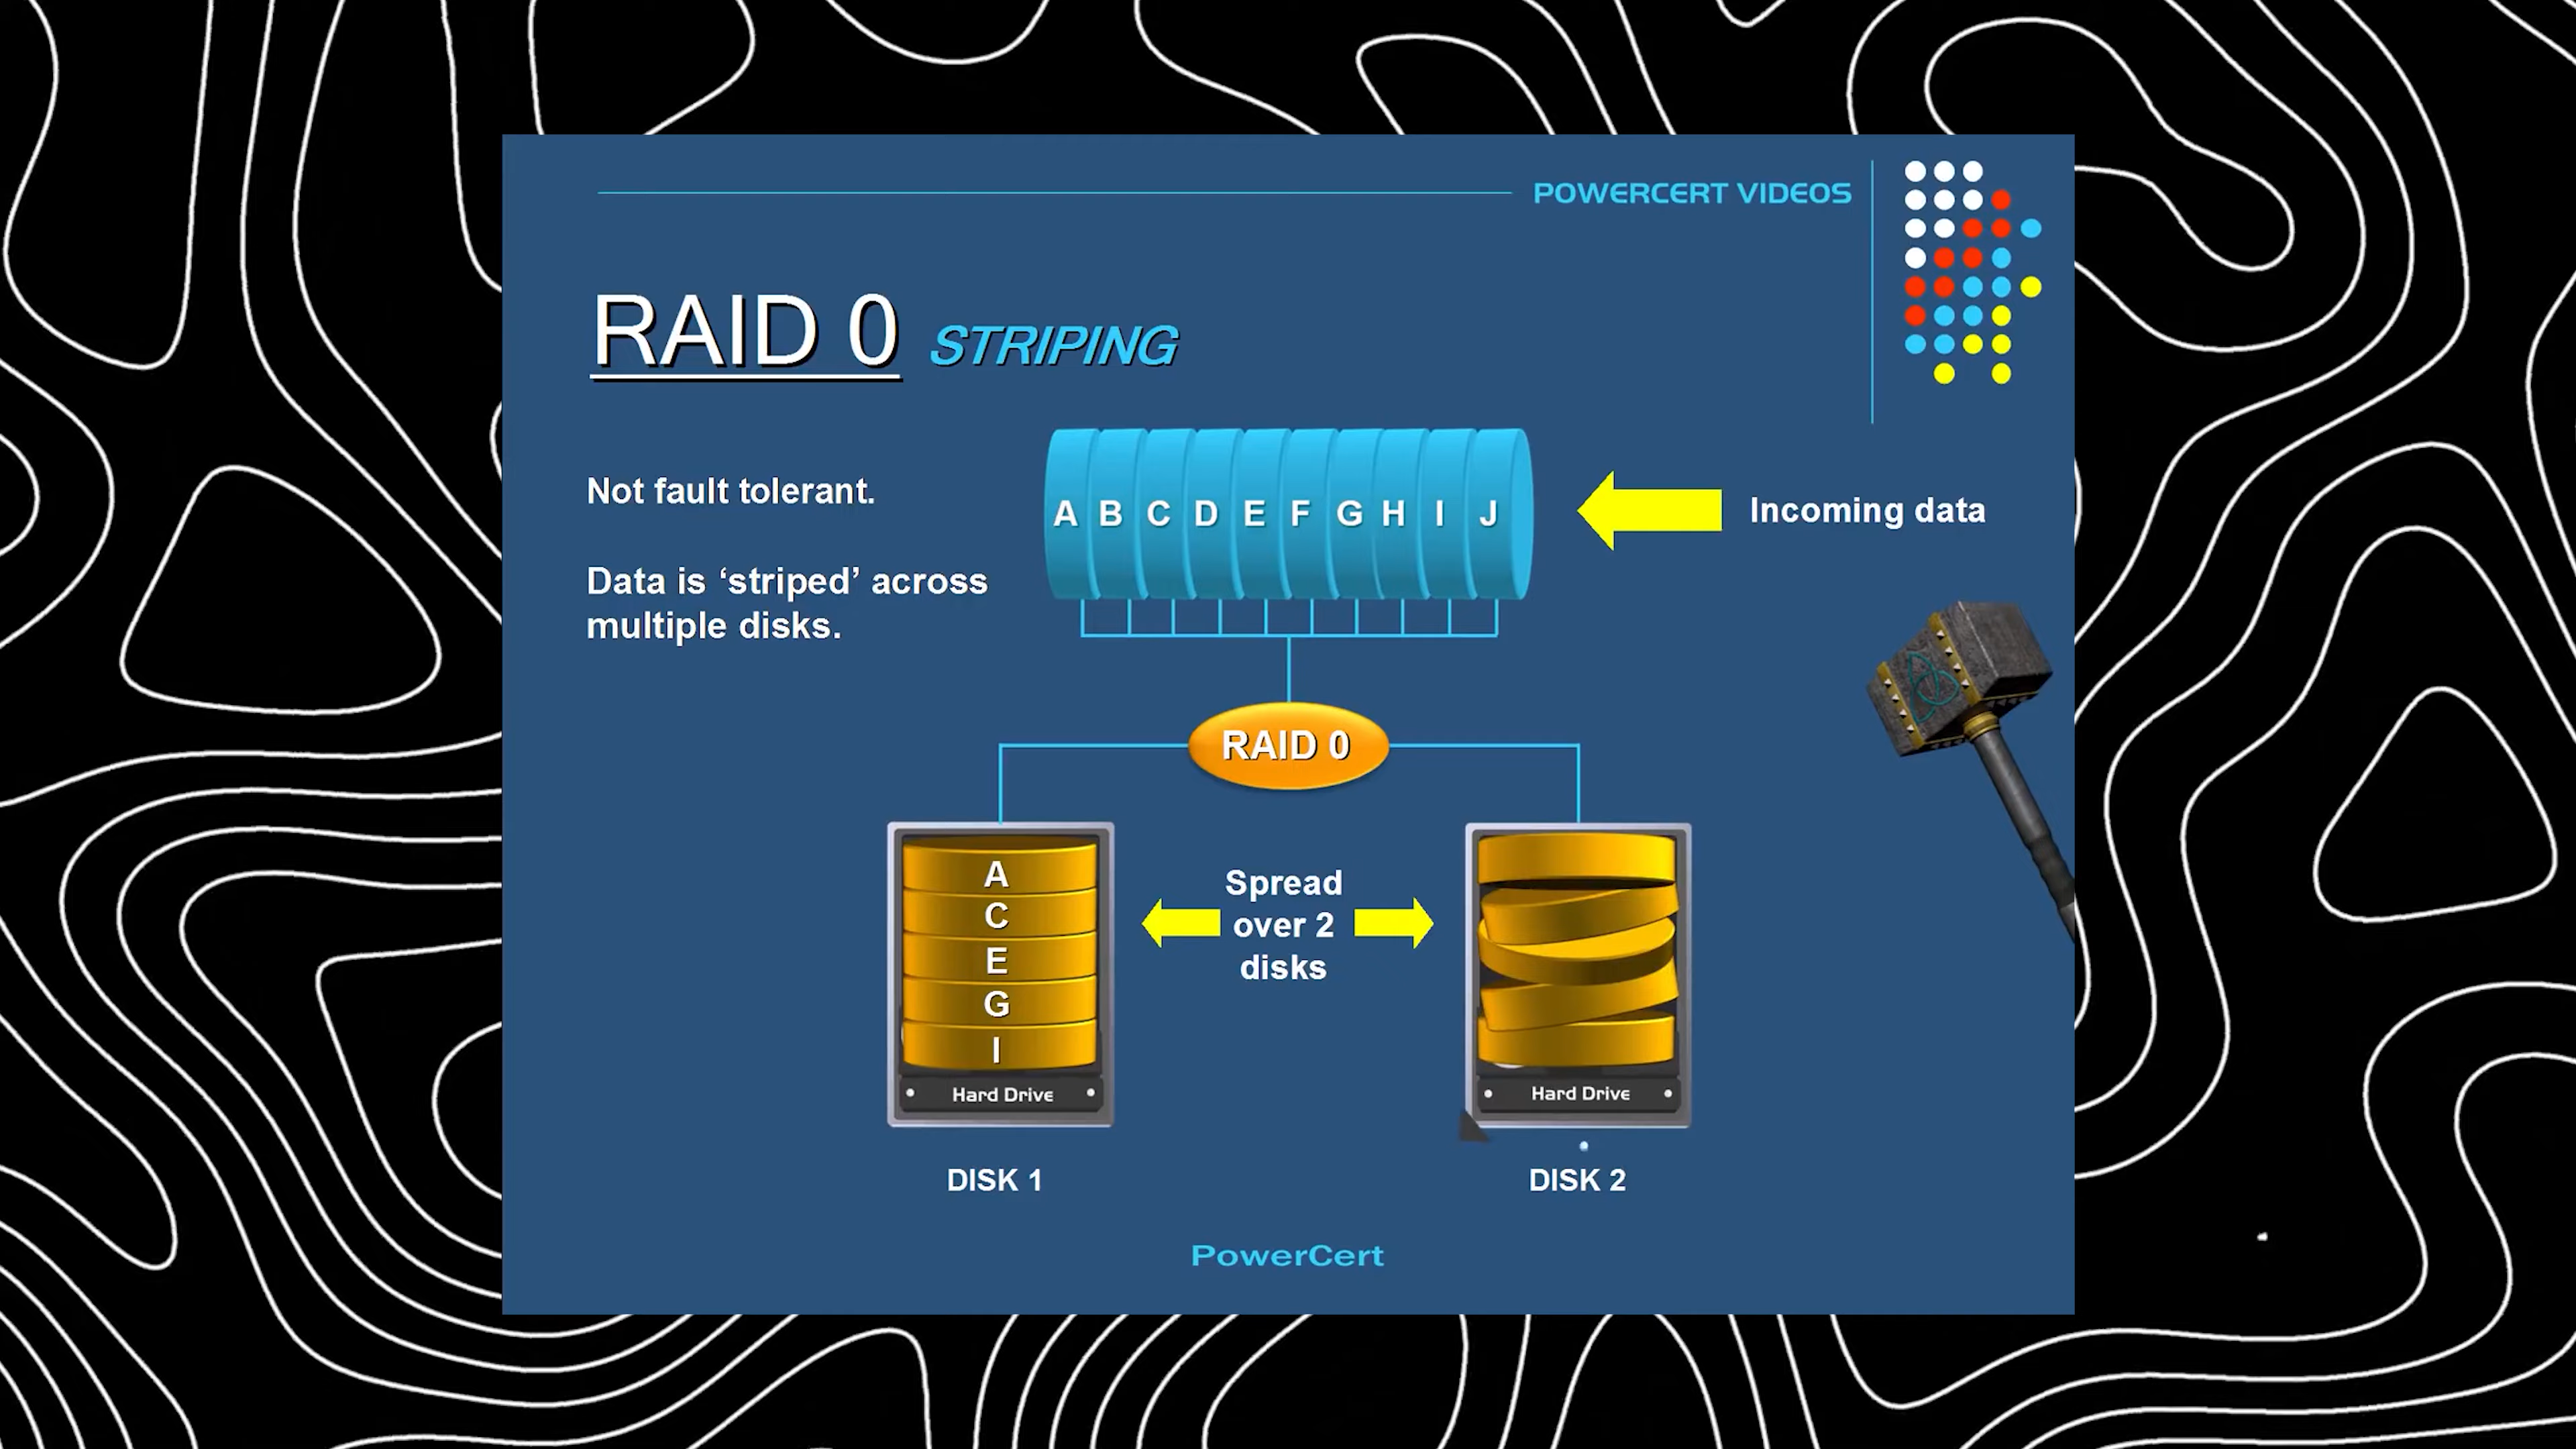 POWERCERT VIDEOS
RAID 0 STRIPING
Not fault tolerant.
Data is ‘striped’ across
multiple disks.
A B C D E F G H I J
Incoming data
RAID 0
A
C
E
G
I
Hard Drive
DISK 1
Spread
over 2
disks
Hard Drive
DISK 2
PowerCert